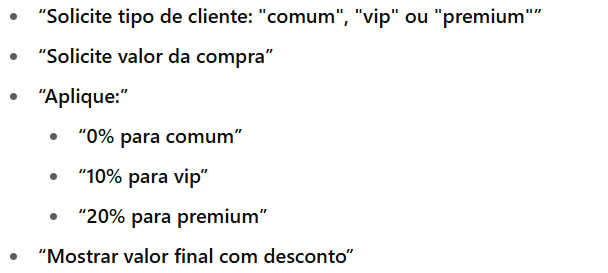 “Solicite tipo de cliente: "comum", "vip" ou "premium"”
“Solicite valor da compra”
“Aplique:”
“0% para comum”
“10% para vip”
“20% para premium”
“Mostrar valor final com desconto”